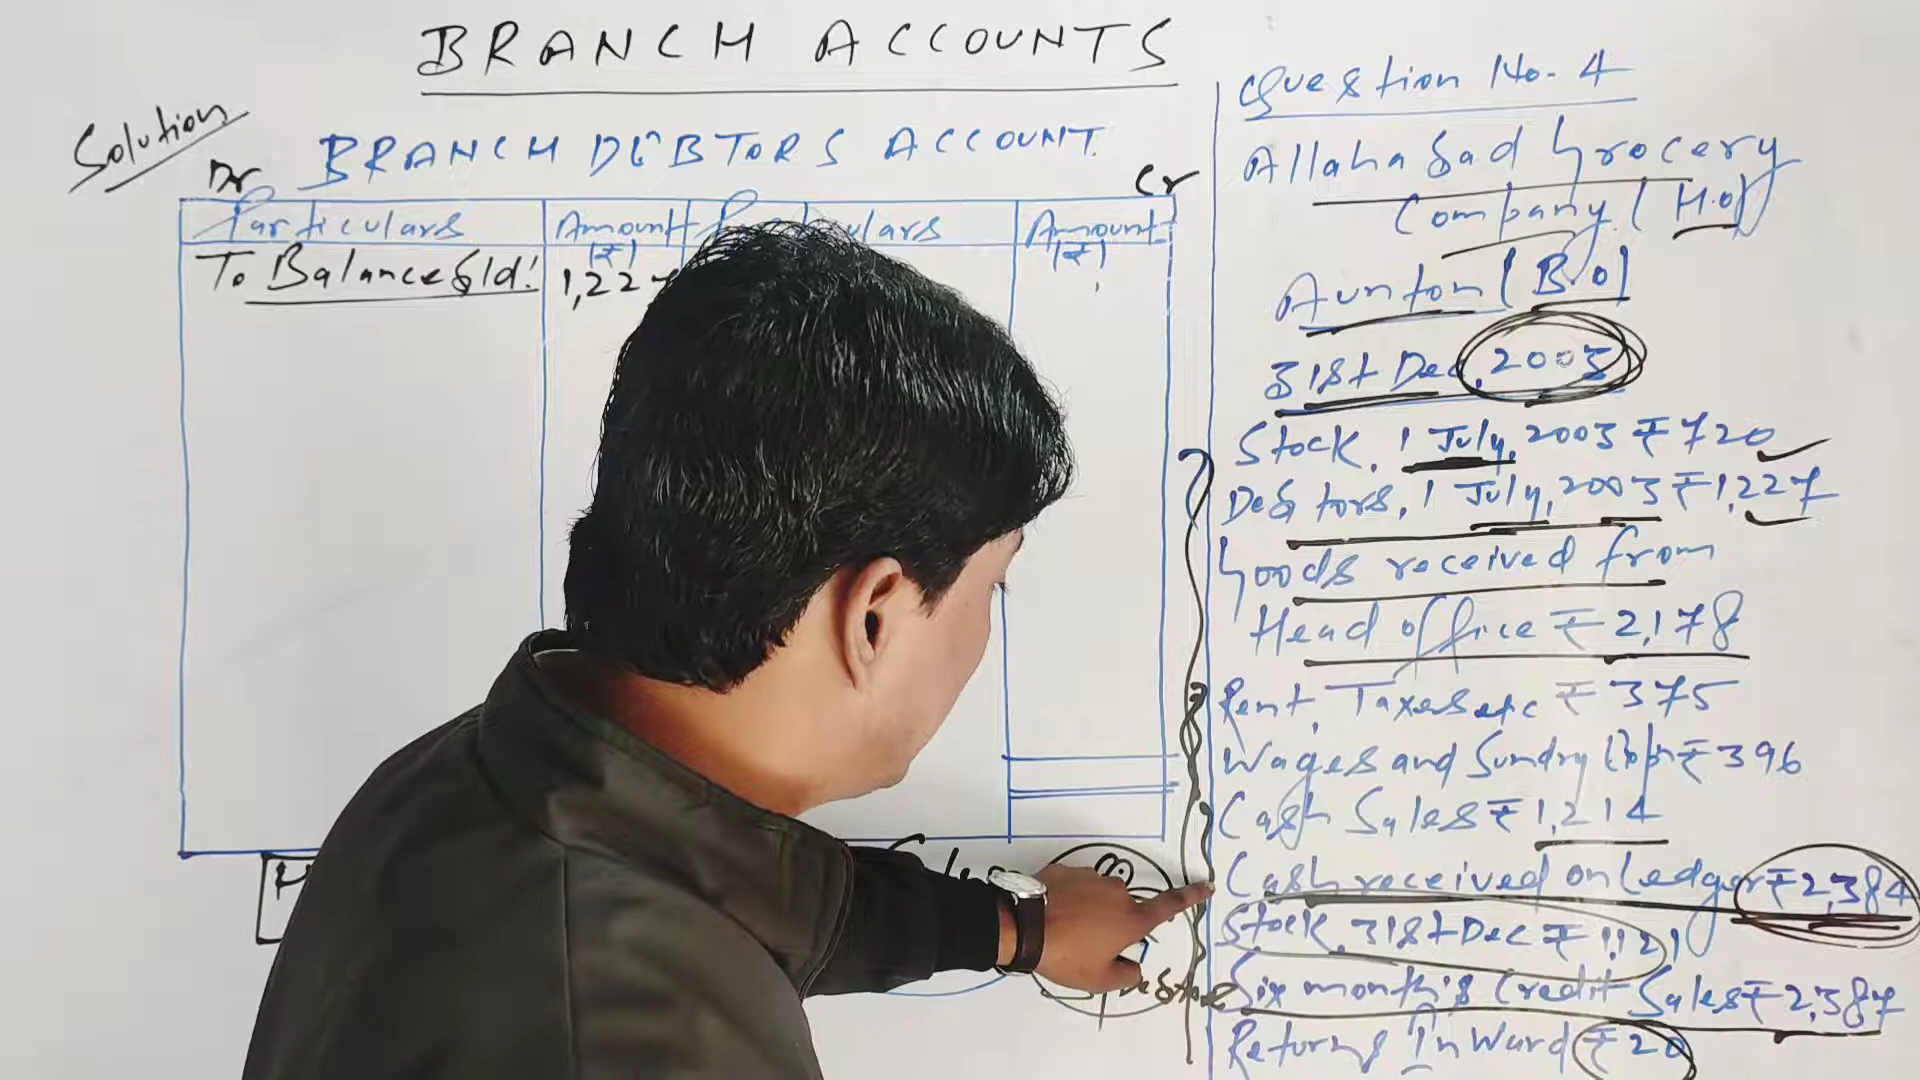 BRANCH ACCOUNTS
Solution
BRANCH DEBTORS ACCOUNT.
Dr
Cr
Particulars Amount (₹) Amount (₹)
To Balance b/d: 1,227
Question No. 4
Allahabad Grocery
Company (H.O)
Aunton (B.O)
31st Dec, 2003
Stock, 1 July, 2003 ₹ 720
Debtors, 1 July, 2003 ₹ 1,227
Goods received from
Head office ₹ 2,178
Rent, Taxes etc ₹ 375
Wages and Sundry Exp ₹ 396
Cash Sales ₹ 1,214
Cash received on Ledger ₹ 2,384
Stock, 31st Dec ₹ 1,121
Six months Credit Sales ₹ 2,387
Returns InWard ₹ 20